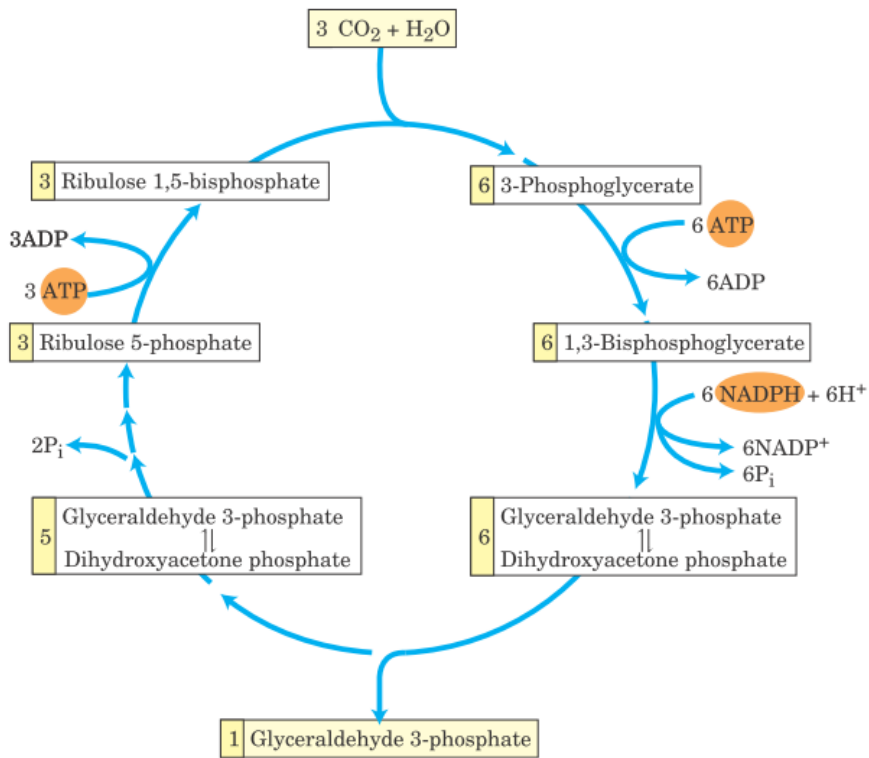 3 CO₂ + H₂O
3 Ribulose 1,5-bisphosphate
6 3-Phosphoglycerate
3ADP
3 ATP
6 ATP
6ADP
3 Ribulose 5-phosphate
6 1,3-Bisphosphoglycerate
6 NADPH + 6H⁺
6NADP⁺
6Pᵢ
2Pᵢ
5
Glyceraldehyde 3-phosphate
⇅
Dihydroxyacetone phosphate
6
Glyceraldehyde 3-phosphate
⇅
Dihydroxyacetone phosphate
1 Glyceraldehyde 3-phosphate